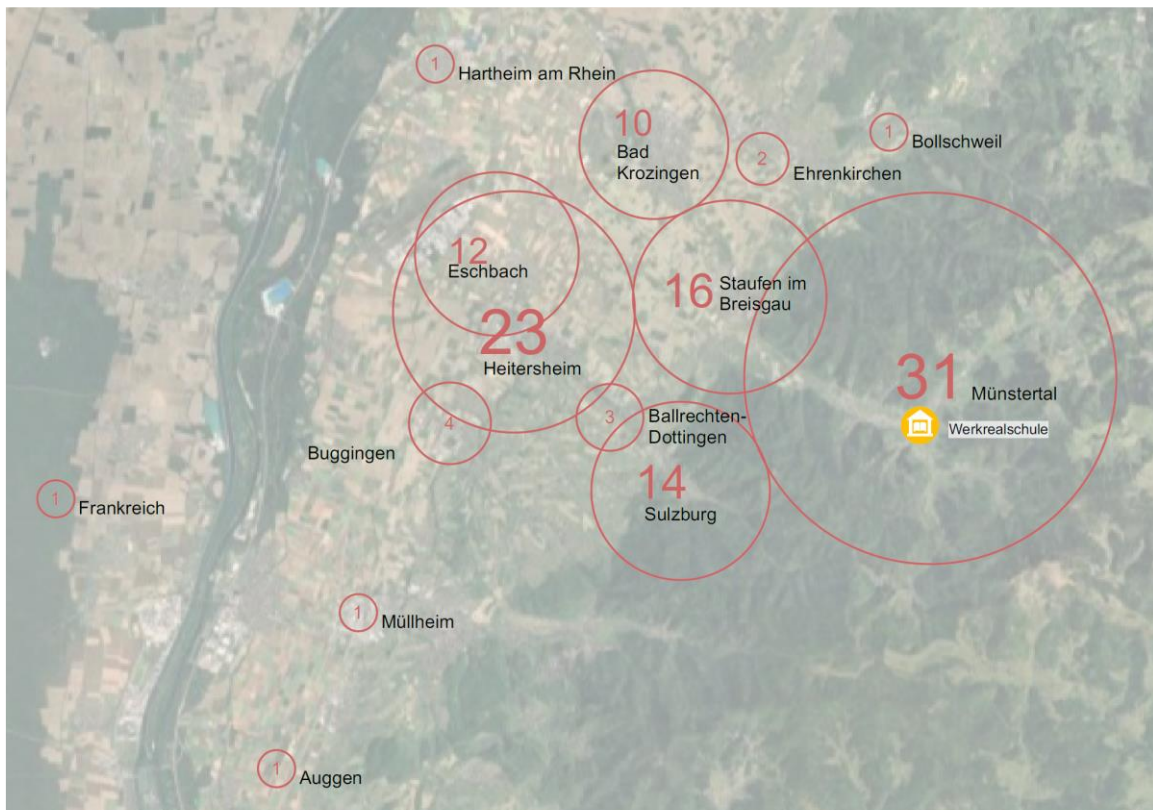 1
Hartheim am Rhein
10
Bad
Krozingen
1
Bollschweil
2
Ehrenkirchen
12
Eschbach
16
Staufen im
Breisgau
23
Heitersheim
31
Münstertal
Werkrealschule
4
Buggingen
3
Ballrechten-
Dottingen
14
Sulzburg
1
Frankreich
1
Müllheim
1
Auggen